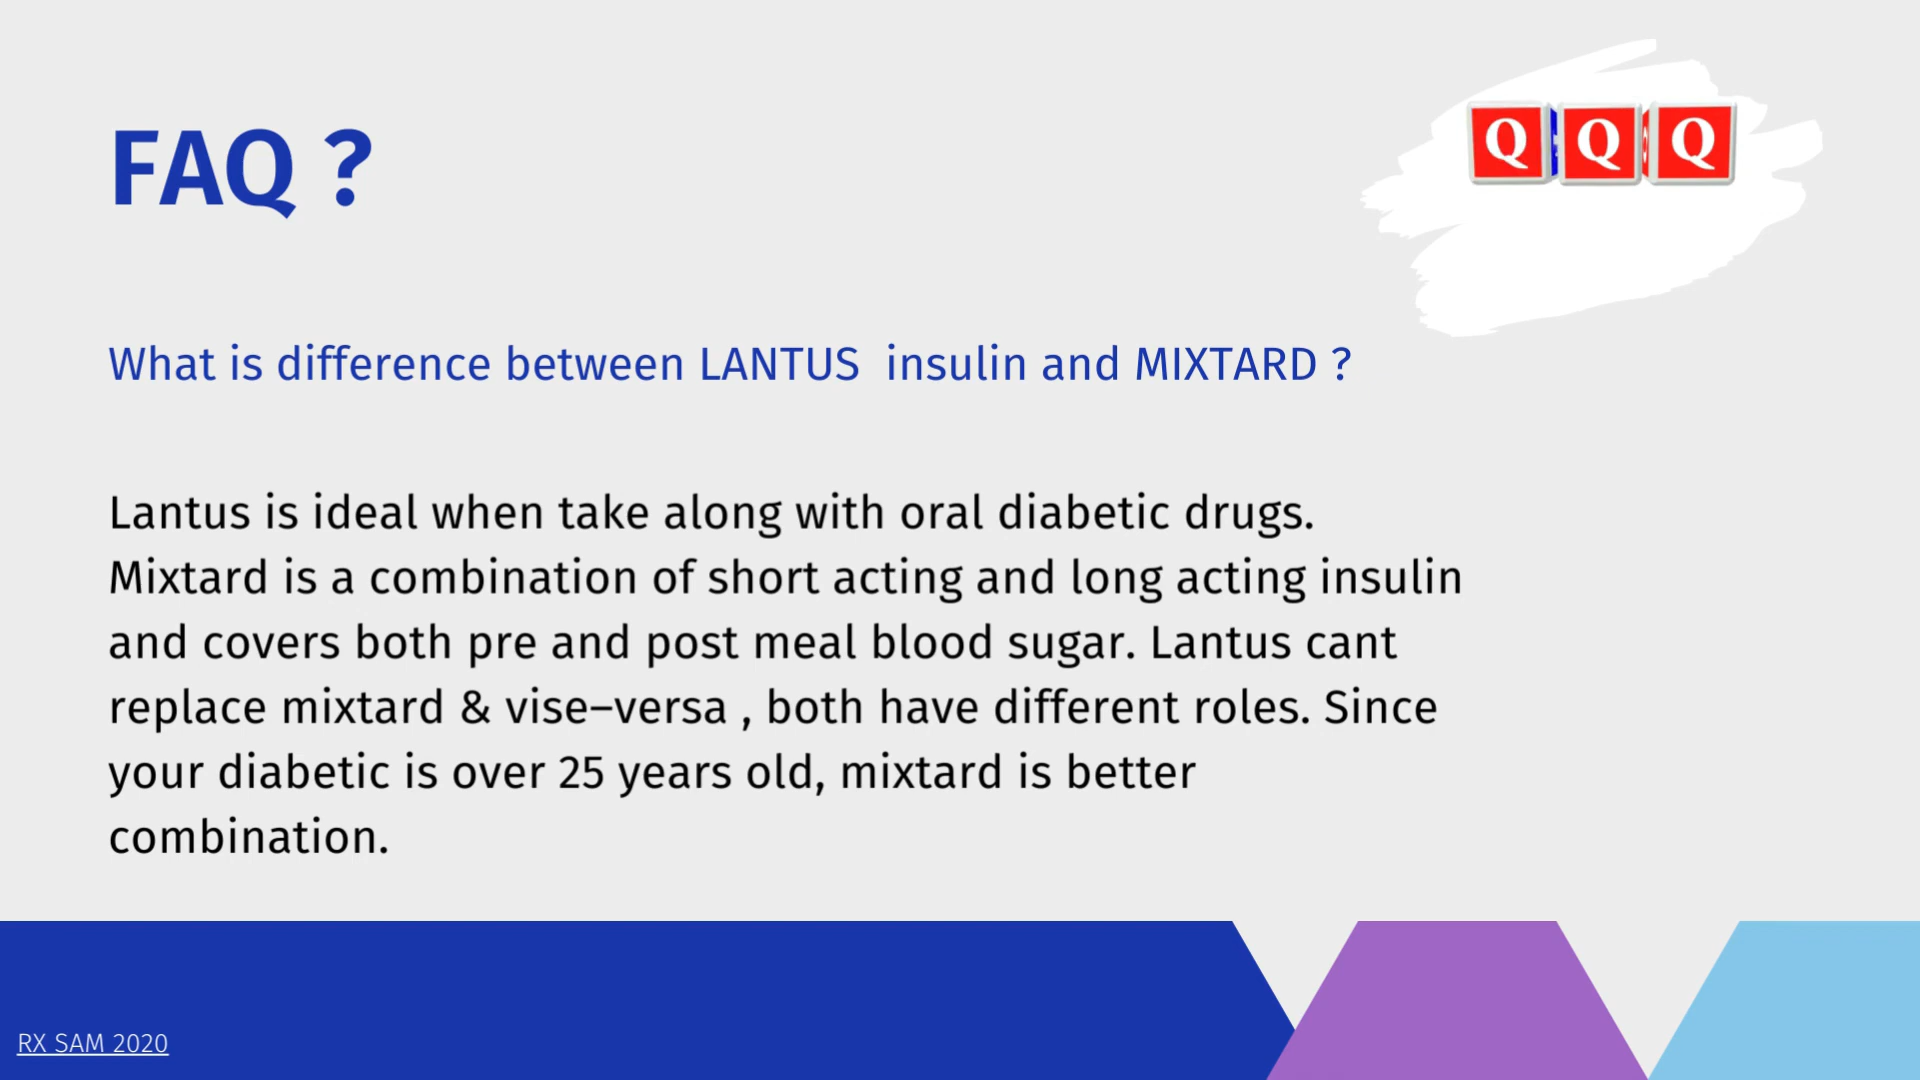 FAQ ?
Q Q Q
What is difference between LANTUS insulin and MIXTARD ?
Lantus is ideal when take along with oral diabetic drugs.
Mixtard is a combination of short acting and long acting insulin
and covers both pre and post meal blood sugar. Lantus cant
replace mixtard & vise–versa , both have different roles. Since
your diabetic is over 25 years old, mixtard is better
combination.
RX SAM 2020